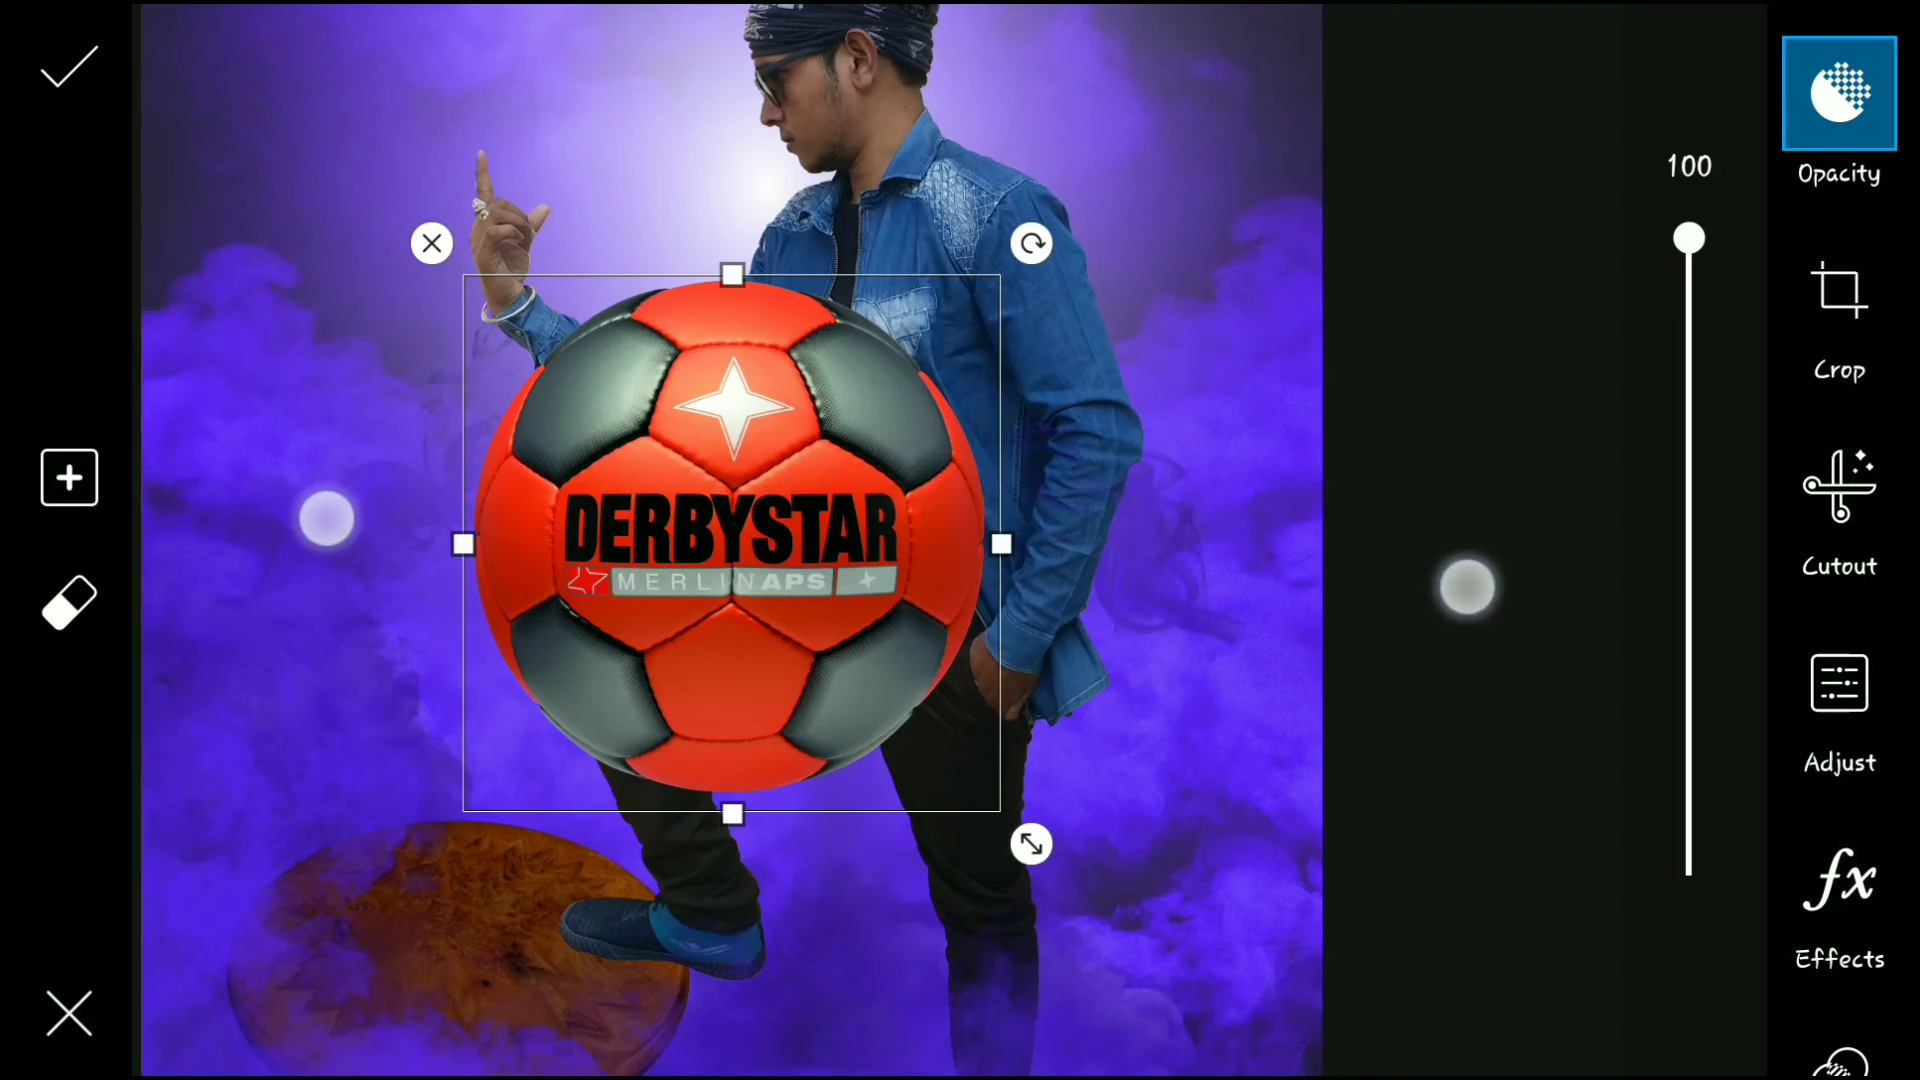 100
Opacity
Crop
Cutout
Adjust
fx
Effects
DERBYSTAR
MERLIN APS